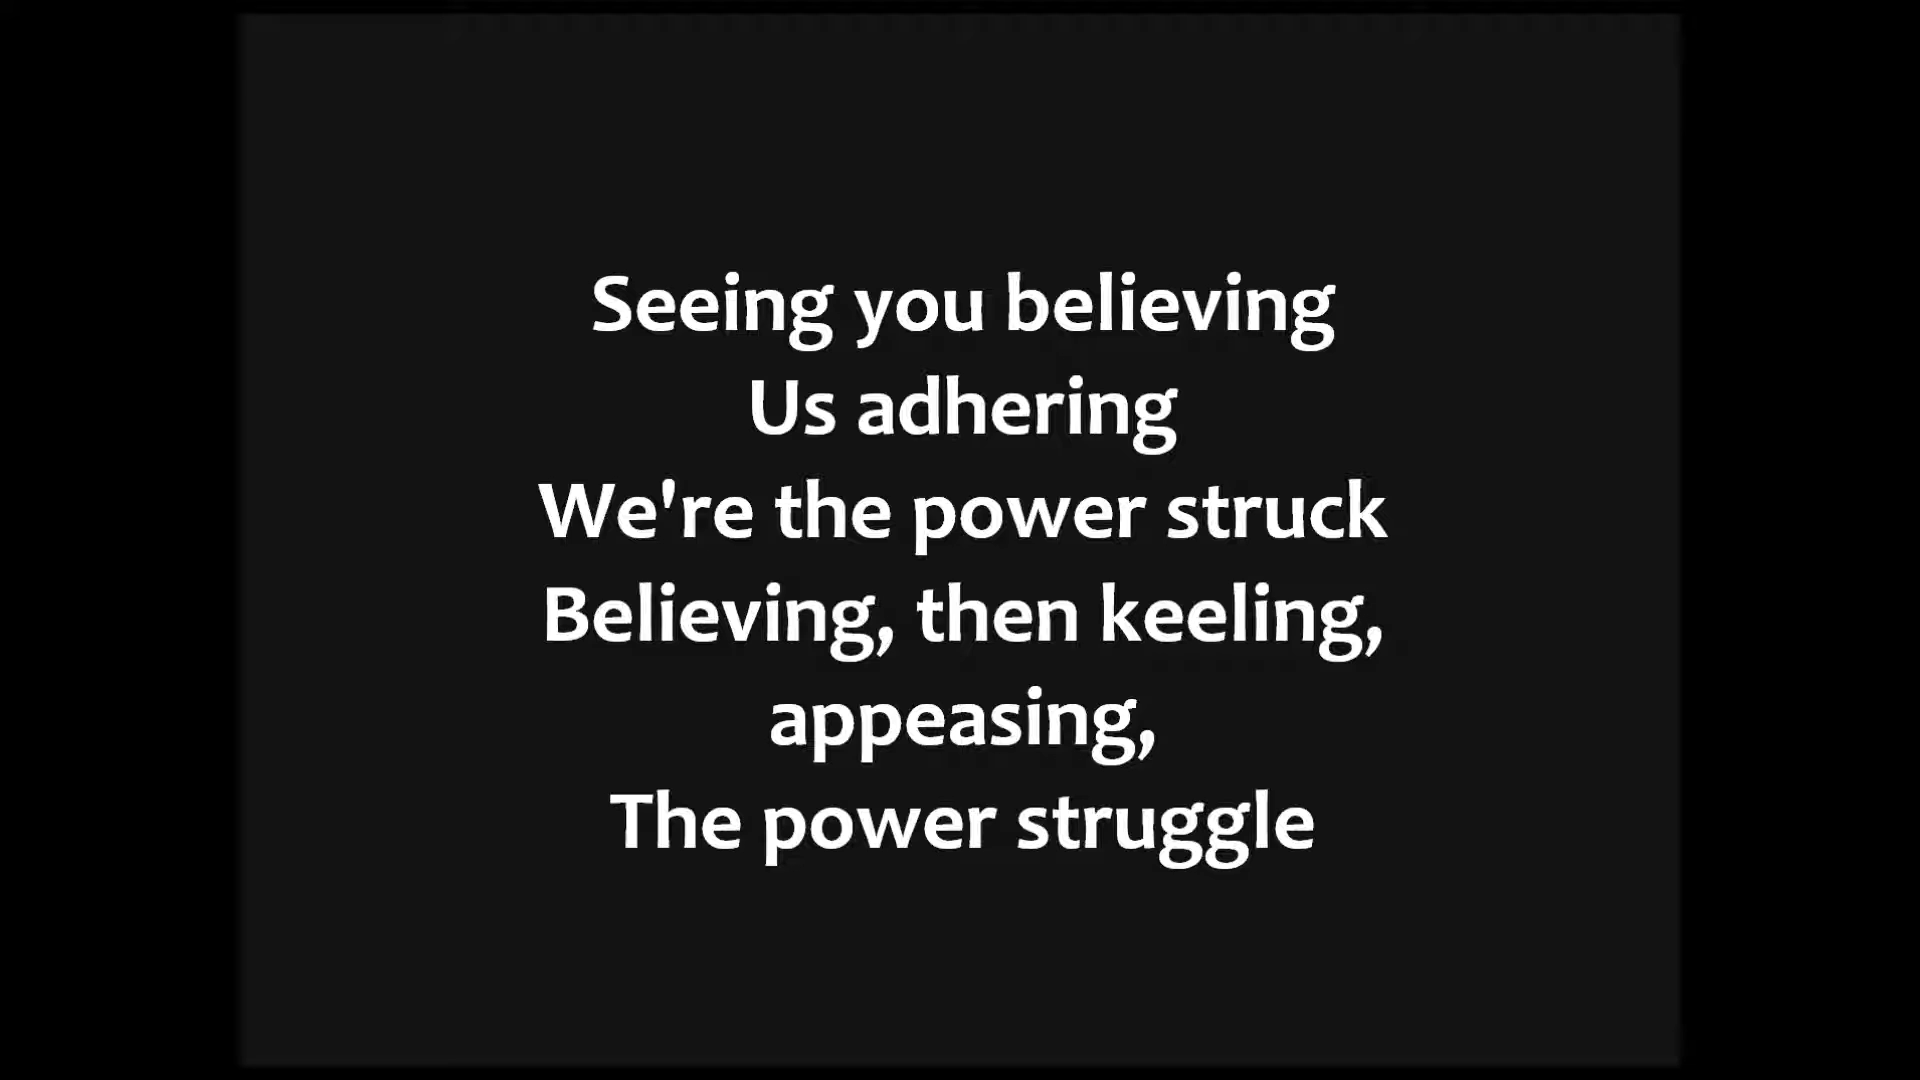 Seeing you believing
Us adhering
We're the power struck
Believing, then keeling,
appeasing,
The power struggle